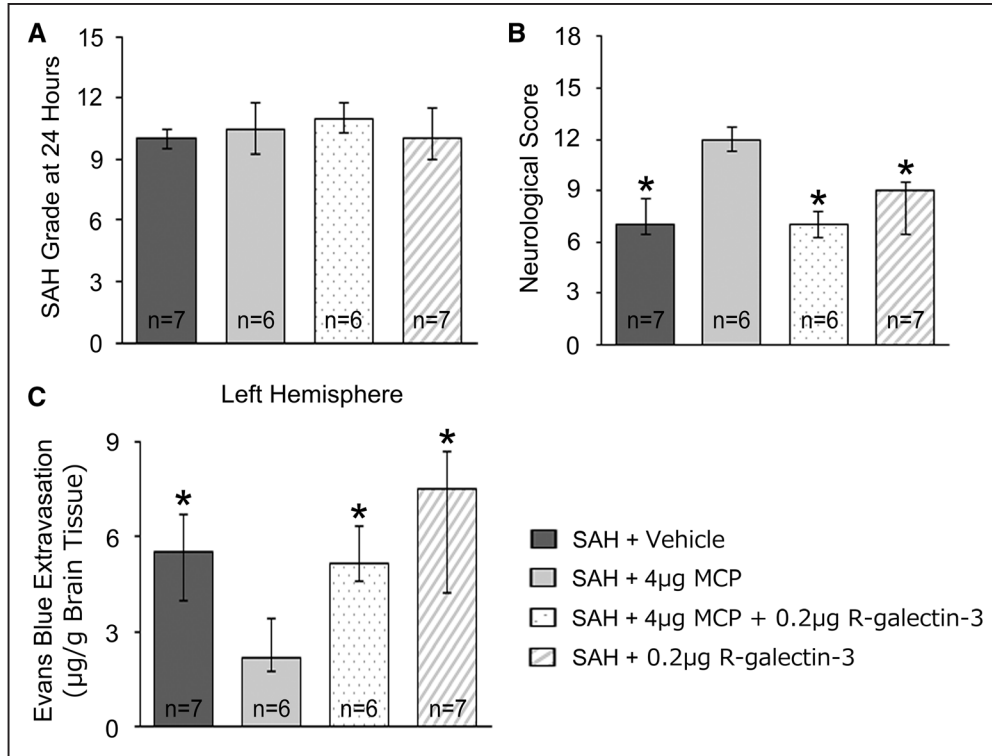 A
SAH Grade at 24 Hours
15
12
9
6
3
0
n=7
n=6
n=6
n=7
B
Neurological Score
18
15
12
9
6
3
0
*
*
*
n=7
n=6
n=6
n=7
C
Left Hemisphere
Evans Blue Extravasation
(µg/g Brain Tissue)
9
6
3
0
*
*
*
n=7
n=6
n=6
n=7
SAH + Vehicle
SAH + 4µg MCP
SAH + 4µg MCP + 0.2µg R-galectin-3
SAH + 0.2µg R-galectin-3